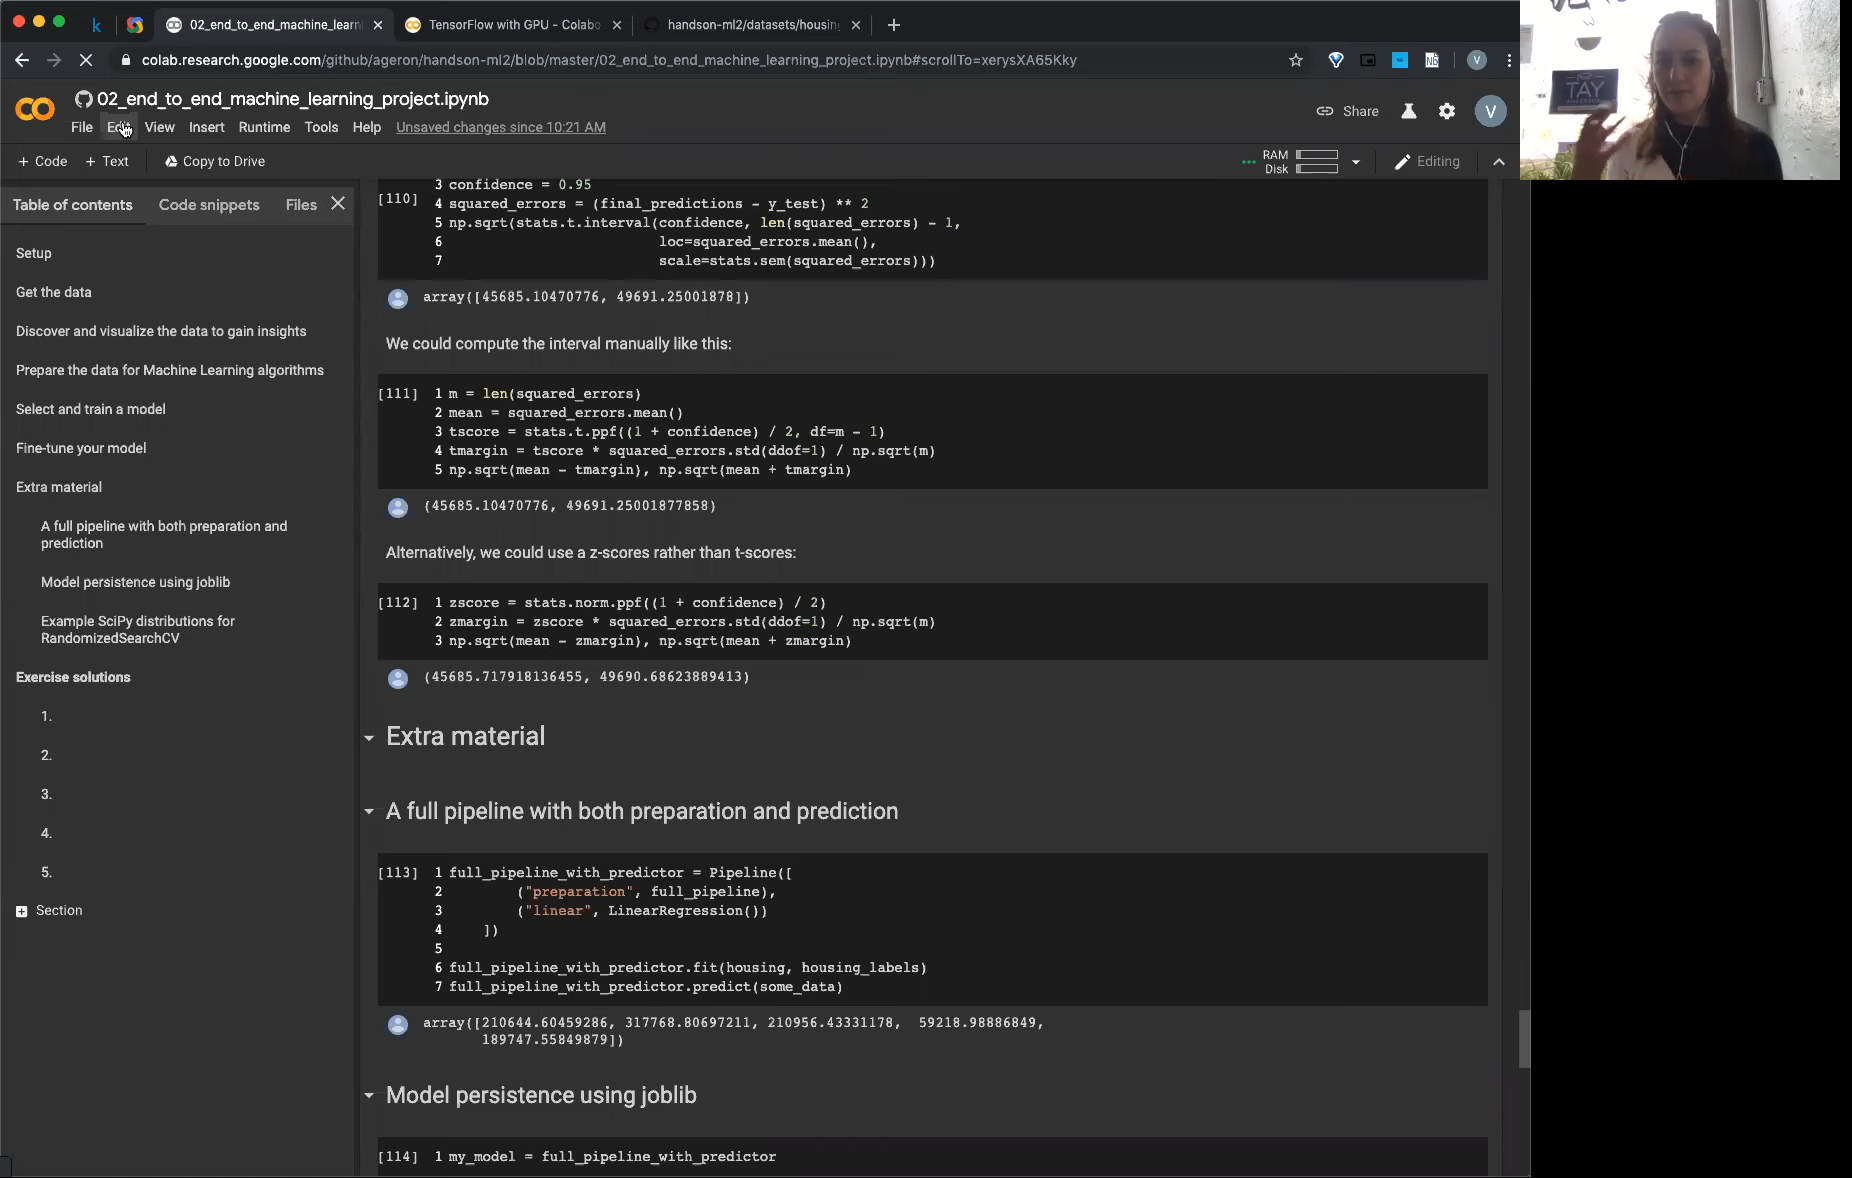 k
02_end_to_end_machine_learni
TensorFlow with GPU - Colabo
handson-ml2/datasets/housin
colab.research.google.com/github/ageron/handson-ml2/blob/master/02_end_to_end_machine_learning_project.ipynb#scrollTo=xerysXA65Kky
V
02_end_to_end_machine_learning_project.ipynb
File Edit View Insert Runtime Tools Help Unsaved changes since 10:21 AM
Share
V
TAY
+ Code + Text Copy to Drive
RAM
Disk
Editing
Table of contents Code snippets Files
Setup
Get the data
Discover and visualize the data to gain insights
Prepare the data for Machine Learning algorithms
Select and train a model
Fine-tune your model
Extra material
A full pipeline with both preparation and
prediction
Model persistence using joblib
Example SciPy distributions for
RandomizedSearchCV
Exercise solutions
1.
2.
3.
4.
5.
Section
3 confidence = 0.95
[110] 4 squared_errors = (final_predictions - y_test) ** 2
5 np.sqrt(stats.t.interval(confidence, len(squared_errors) - 1,
6 loc=squared_errors.mean(),
7 scale=stats.sem(squared_errors)))
array([45685.10470776, 49691.25001878])
We could compute the interval manually like this:
[111] 1 m = len(squared_errors)
2 mean = squared_errors.mean()
3 tscore = stats.t.ppf((1 + confidence) / 2, df=m - 1)
4 tmargin = tscore * squared_errors.std(ddof=1) / np.sqrt(m)
5 np.sqrt(mean - tmargin), np.sqrt(mean + tmargin)
(45685.10470776, 49691.25001877858)
Alternatively, we could use a z-scores rather than t-scores:
[112] 1 zscore = stats.norm.ppf((1 + confidence) / 2)
2 zmargin = zscore * squared_errors.std(ddof=1) / np.sqrt(m)
3 np.sqrt(mean - zmargin), np.sqrt(mean + zmargin)
(45685.717918136455, 49690.68623889413)
Extra material
A full pipeline with both preparation and prediction
[113] 1 full_pipeline_with_predictor = Pipeline([
2 ("preparation", full_pipeline),
3 ("linear", LinearRegression())
4 ])
5
6 full_pipeline_with_predictor.fit(housing, housing_labels)
7 full_pipeline_with_predictor.predict(some_data)
array([210644.60459286, 317768.80697211, 210956.43331178, 59218.98886849,
189747.55849879])
Model persistence using joblib
[114] 1 my_model = full_pipeline_with_predictor